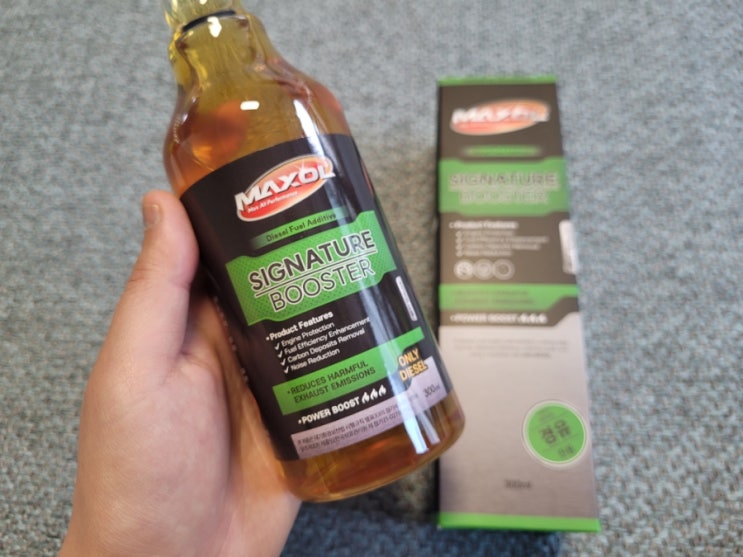 MAXOL
Max All Performance
Diesel Fuel Additive
SIGNATURE
BOOSTER
• Product Features
✓ Engine Protection
✓ Fuel Efficiency Enhancement
✓ Carbon Deposits Removal
✓ Noise Reduction
• REDUCES HARMFUL
EXHAUST EMISSIONS
ONLY
DIESEL
• POWER BOOST
300ml
MAXOL
SIGNATURE
BOOSTER
• Product Features
• POWER BOOST
경유
300ml